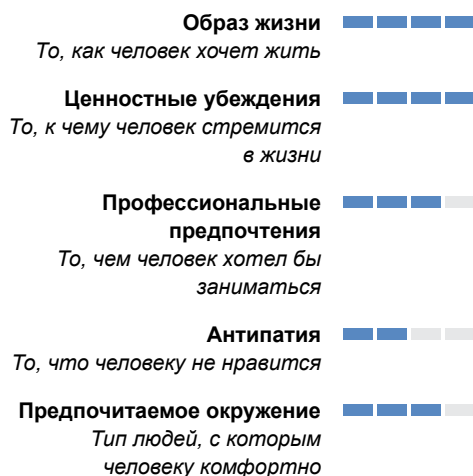 Образ жизни
То, как человек хочет жить
Ценностные убеждения
То, к чему человек стремится
в жизни
Профессиональные
предпочтения
То, чем человек хотел бы
заниматься
Антипатия
То, что человеку не нравится
Предпочитаемое окружение
Тип людей, с которым
человеку комфортно